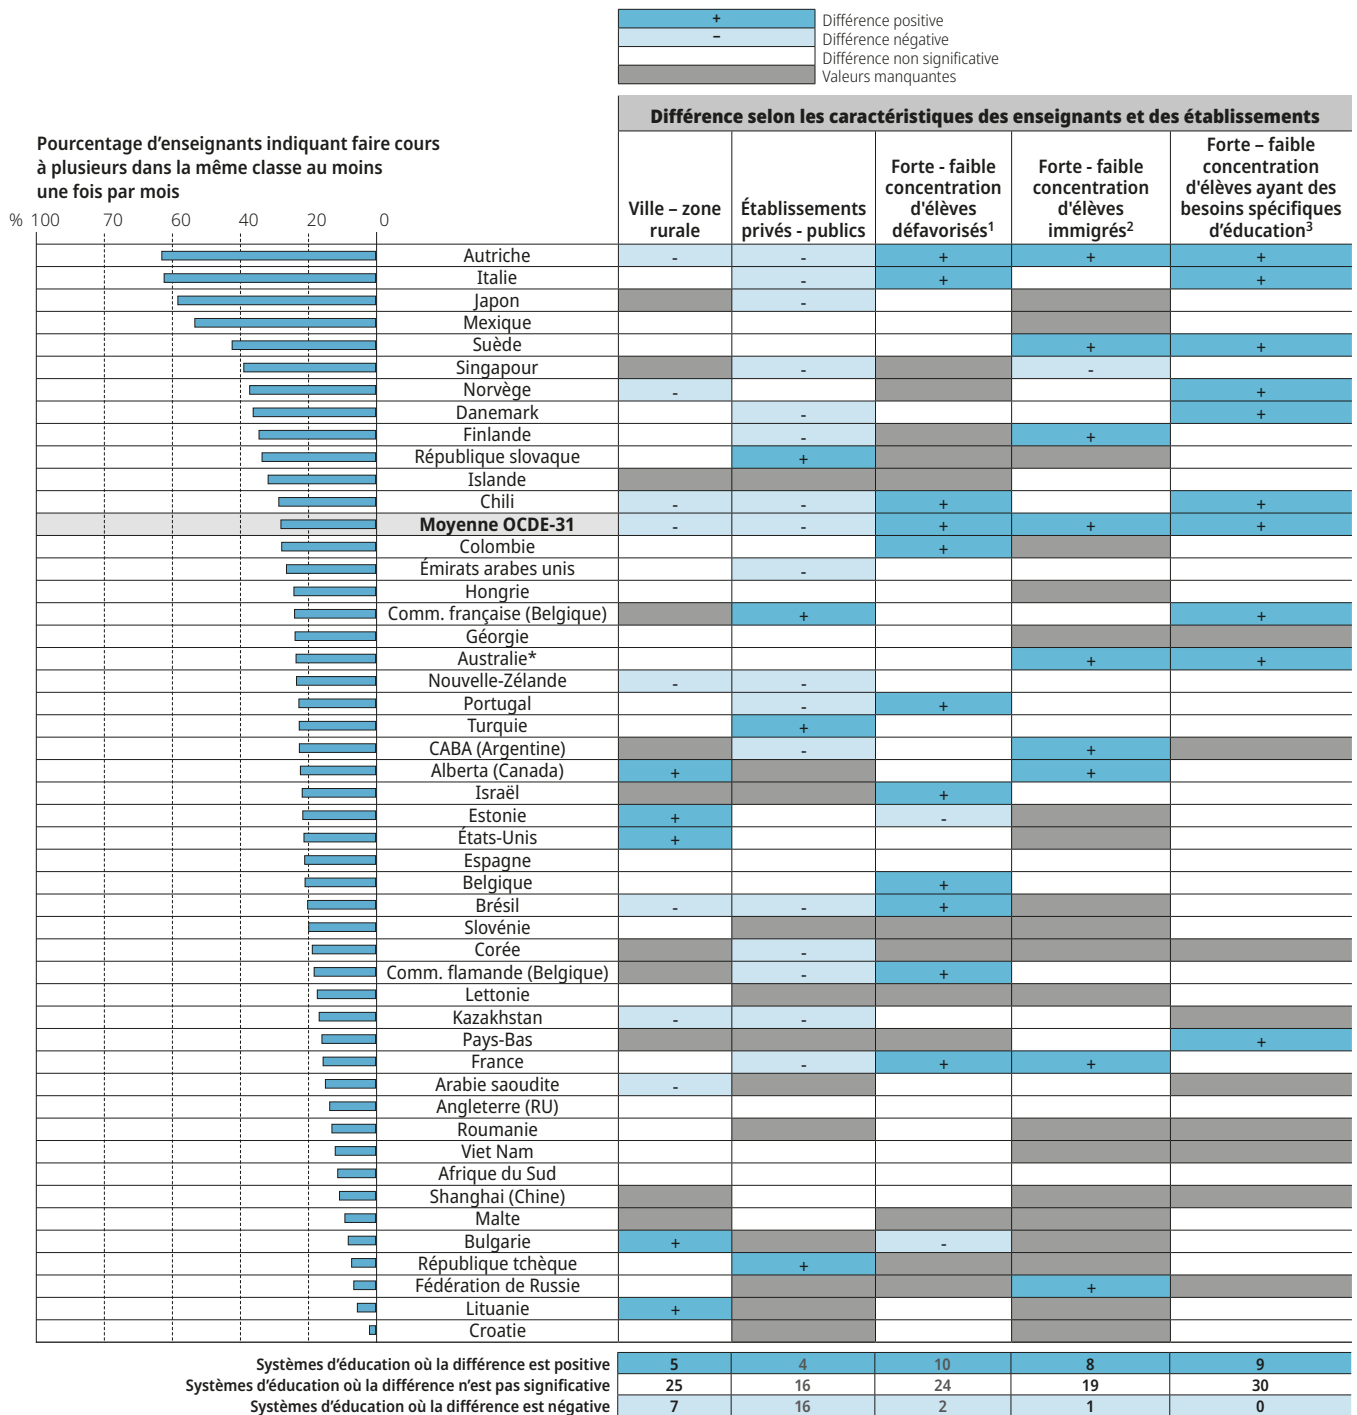 + Différence positive
– Différence négative
Différence non significative
Valeurs manquantes
Différence selon les caractéristiques des enseignants et des établissements
Pourcentage d'enseignants indiquant faire cours
à plusieurs dans la même classe au moins
une fois par mois
Ville – zone
rurale
Établissements
privés - publics
Forte - faible
concentration
d'élèves
défavorisés1
Forte - faible
concentration
d'élèves
immigrés2
Forte – faible
concentration
d'élèves ayant des
besoins spécifiques
d'éducation3
% 100 70 60 40 20 0
Autriche - - + + +
Italie - + +
Japon -
Mexique
Suède + +
Singapour - -
Norvège - +
Danemark - +
Finlande - +
République slovaque +
Islande
Chili - - + +
Moyenne OCDE-31 - - + + +
Colombie +
Émirats arabes unis -
Hongrie
Comm. française (Belgique) + +
Géorgie
Australie* + +
Nouvelle-Zélande - -
Portugal - +
Turquie +
CABA (Argentine) - +
Alberta (Canada) + +
Israël +
Estonie + -
États-Unis +
Espagne
Belgique +
Brésil - - +
Slovénie
Corée -
Comm. flamande (Belgique) - +
Lettonie
Kazakhstan - -
Pays-Bas +
France - + +
Arabie saoudite -
Angleterre (RU)
Roumanie
Viet Nam
Afrique du Sud
Shanghai (Chine)
Malte
Bulgarie + -
République tchèque +
Fédération de Russie +
Lituanie +
Croatie
Systèmes d'éducation où la différence est positive 5 4 10 8 9
Systèmes d'éducation où la différence n'est pas significative 25 16 24 19 30
Systèmes d'éducation où la différence est négative 7 16 2 1 0